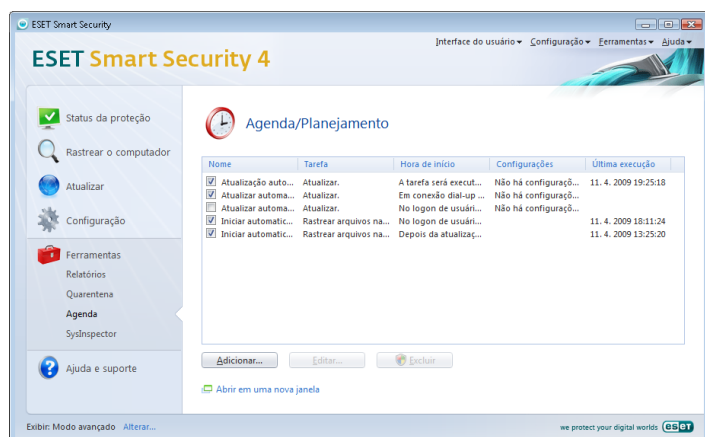 ESET Smart Security
Interface do usuário Configuração Ferramentas Ajuda
ESET Smart Security 4
Status da proteção
Rastrear o computador
Atualizar
Configuração
Ferramentas
Relatórios
Quarentena
Agenda
SysInspector
Ajuda e suporte
Agenda/Planejamento
Nome Tarefa Hora de início Configurações Última execução
Atualização auto... Atualizar. A tarefa será execut... Não há configuraçõ... 11. 4. 2009 19:25:18
Atualizar automa... Atualizar. Em conexão dial-up ... Não há configuraçõ...
Atualizar automa... Atualizar. No logon de usuári... Não há configuraçõ...
Iniciar automatic... Rastrear arquivos na... No logon de usuári... 11. 4. 2009 18:11:24
Iniciar automatic... Rastrear arquivos na... Depois da atualizaç... 11. 4. 2009 13:25:20
Adicionar... Editar... Excluir
Abrir em uma nova janela
Exibir: Modo avançado Alterar...
we protect your digital worlds eset